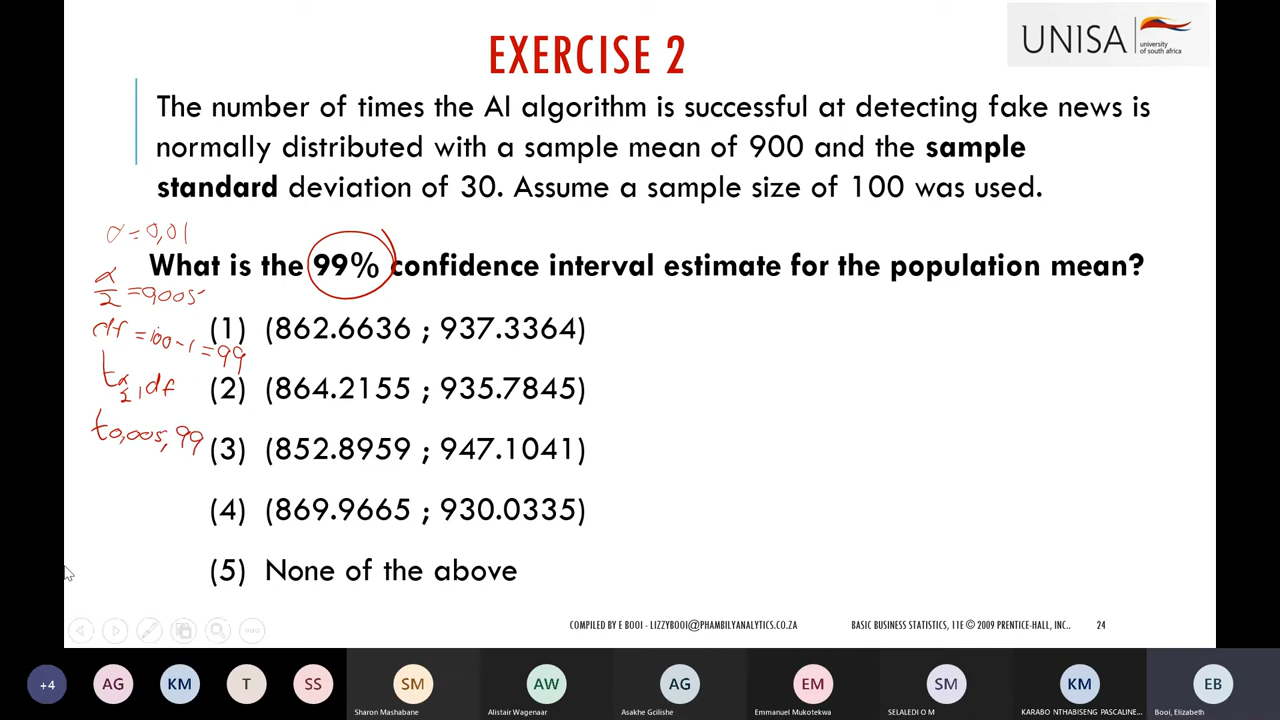 EXERCISE 2
UNISA university of south africa
The number of times the AI algorithm is successful at detecting fake news is
normally distributed with a sample mean of 900 and the sample
standard deviation of 30. Assume a sample size of 100 was used.
α = 0,01
What is the 99% confidence interval estimate for the population mean?
α/2 = 0,005
df = 100 - 1 = 99
(1) (862.6636 ; 937.3364)
t α/2, df
(2) (864.2155 ; 935.7845)
t 0,005, 99
(3) (852.8959 ; 947.1041)
(4) (869.9665 ; 930.0335)
(5) None of the above
COMPILED BY E BOOI - LIZZYBOOI@PHAMBILYANALYTICS.CO.ZA
BASIC BUSINESS STATISTICS, 11E © 2009 PRENTICE-HALL, INC..
24
+4 AG KM T SS SM AW AG EM SM KM EB
Sharon Mashabane
Alistair Wagenaar
Asakhe Gcilishe
Emmanuel Mukotekwa
SELALEDI O M
KARABO NTHABISENG PASCALINE...
Booi, Elizabeth